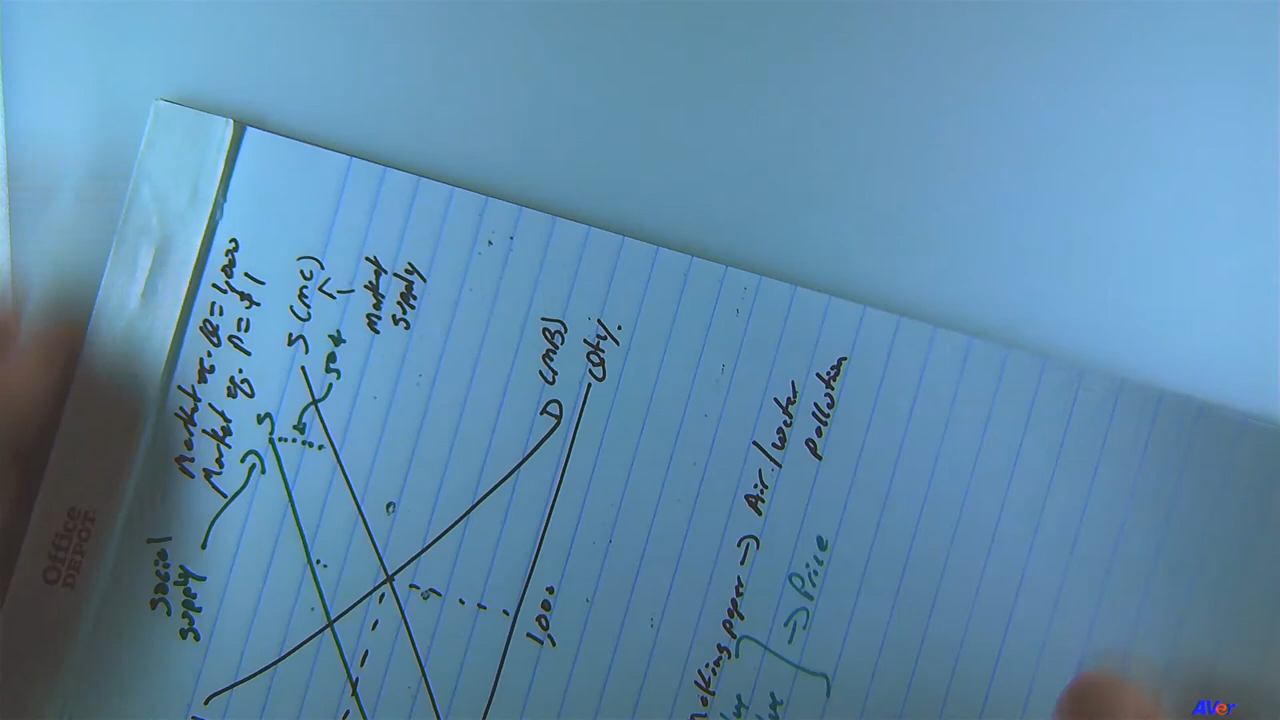 Office
DEPOT
Market eq. Q = 1,000
Market eq. P = $1
Social
supply
S
S (MC)
50¢
Market
supply
D (MB)
Qty.
1,000
Making paper → Air/water
pollution
→ Price
AVer